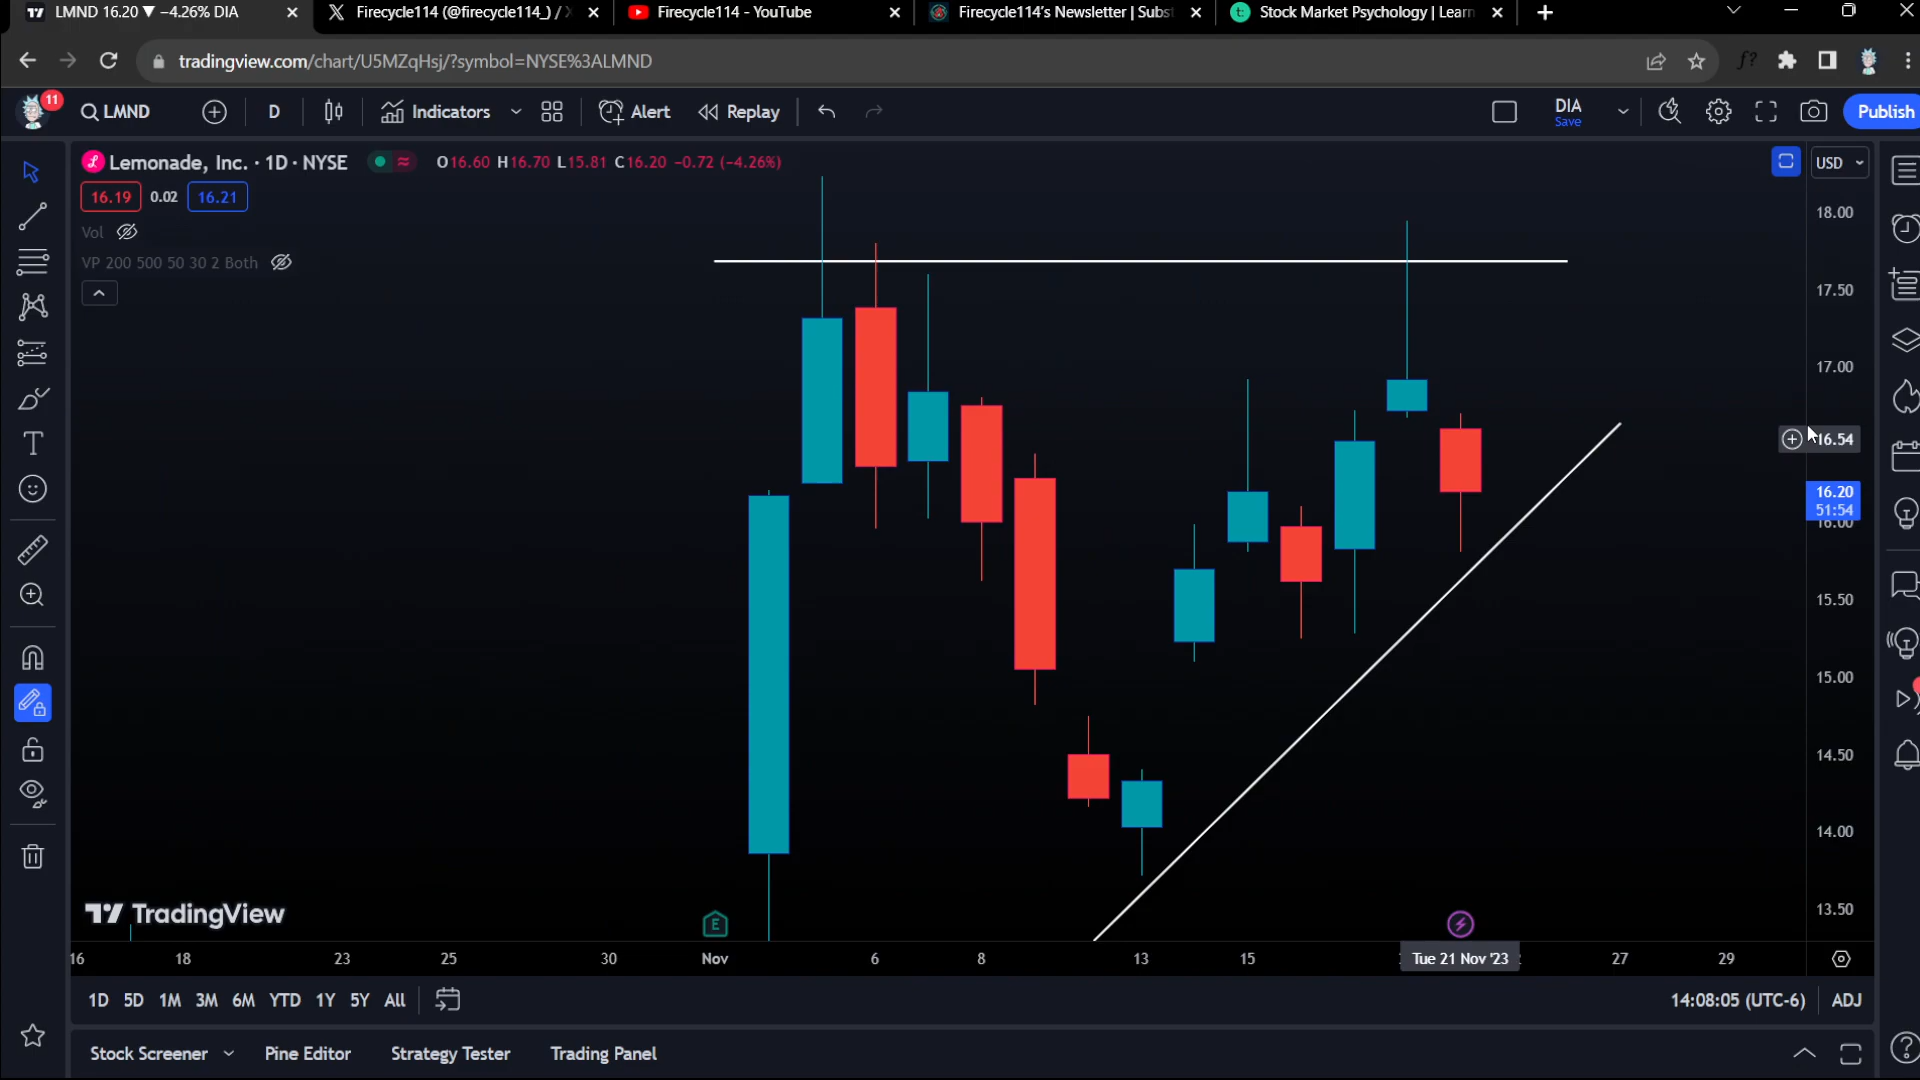 LMND 16.20 ▼ −4.26% DIA
Firecycle114 (@firecycle114_) /
Firecycle114 - YouTube
Firecycle114's Newsletter | Subst
Stock Market Psychology | Learn
tradingview.com/chart/U5MZqHsj/?symbol=NYSE%3ALMND
f?
11
LMND
D
Indicators
Alert
Replay
DIA
Save
Publish
Lemonade, Inc. · 1D · NYSE
O16.60 H16.70 L15.81 C16.20 −0.72 (−4.26%)
USD
16.19 0.02 16.21
Vol
VP 200 500 50 30 2 Both
18.00
17.50
17.00
16.54
16.20
51:54
16.00
15.50
15.00
14.50
14.00
13.50
TradingView
E
16 18 23 25 30 Nov 6 8 13 15 Tue 21 Nov '23 27 29
1D 5D 1M 3M 6M YTD 1Y 5Y All
14:08:05 (UTC-6) ADJ
Stock Screener Pine Editor Strategy Tester Trading Panel